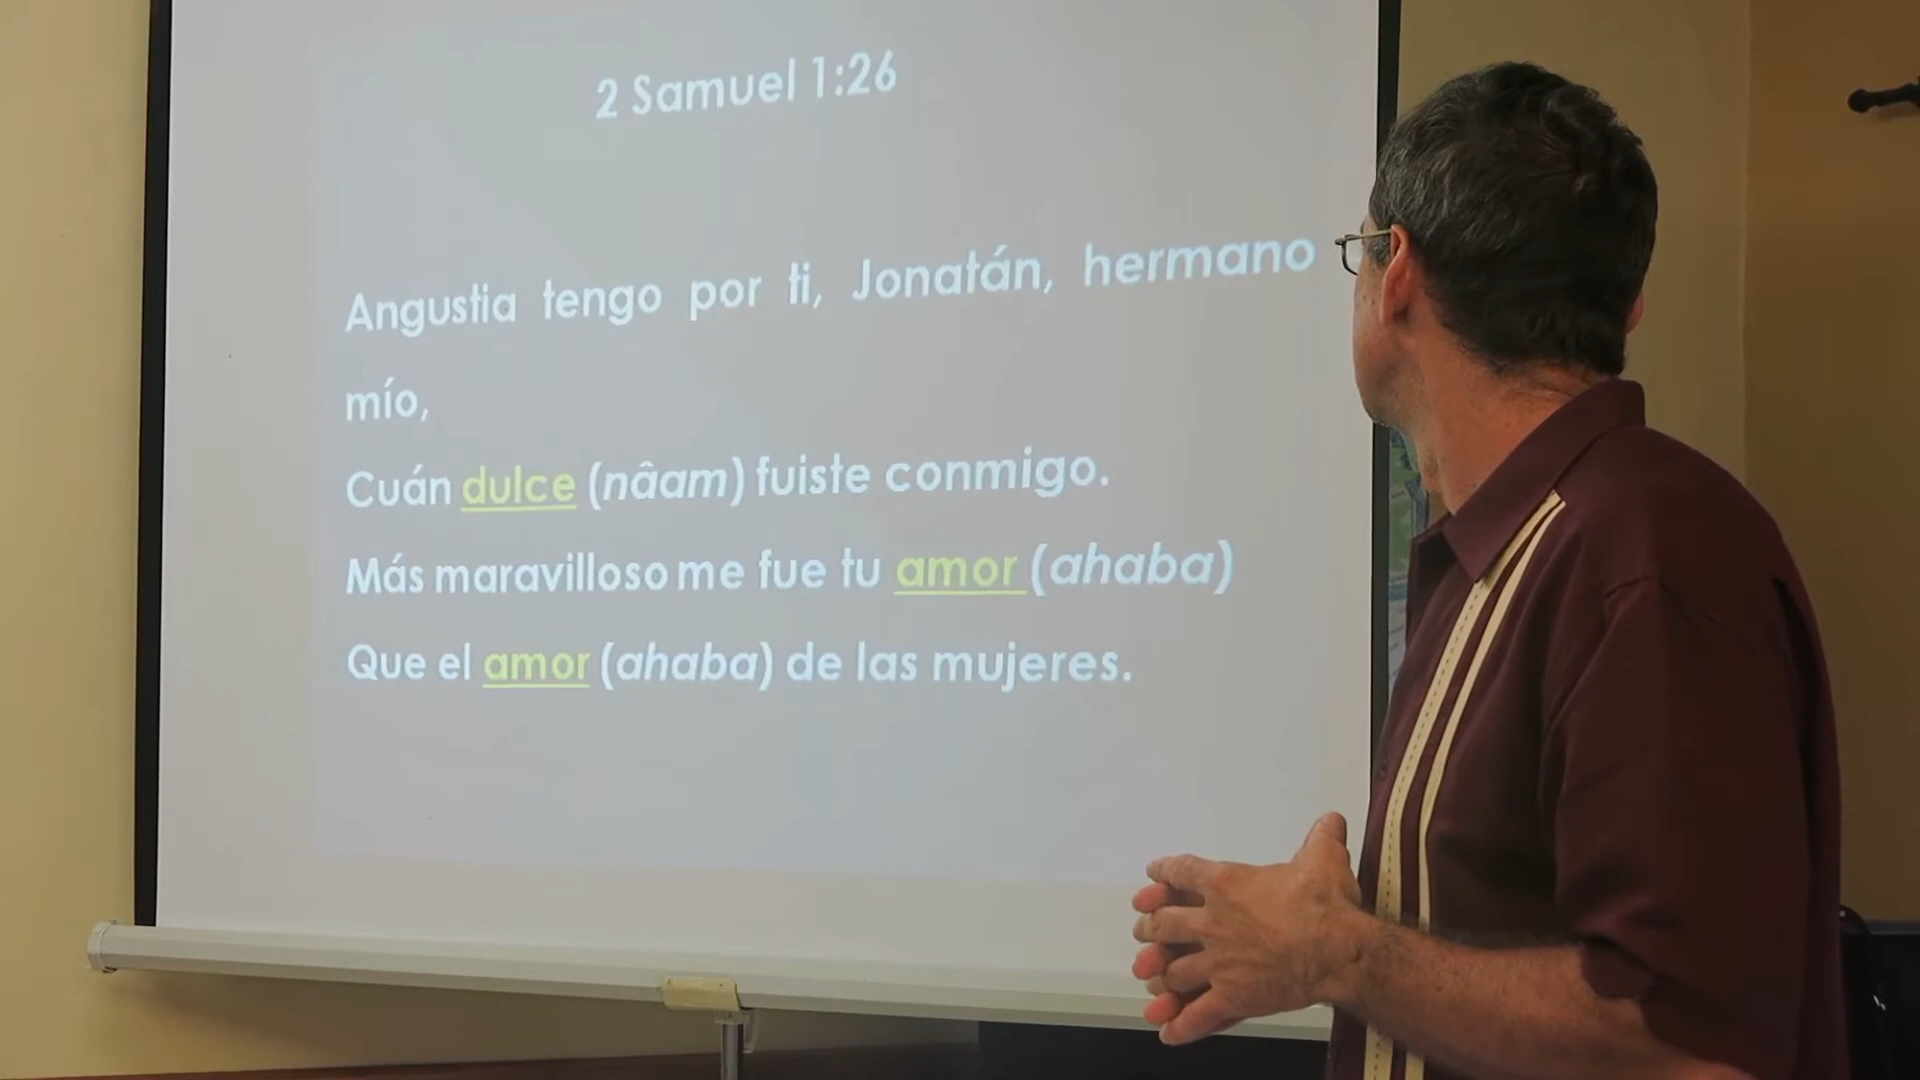 2 Samuel 1:26
Angustia tengo por ti, Jonatán, hermano
mío,
Cuán dulce (nâam) fuiste conmigo.
Más maravilloso me fue tu amor (ahaba)
Que el amor (ahaba) de las mujeres.